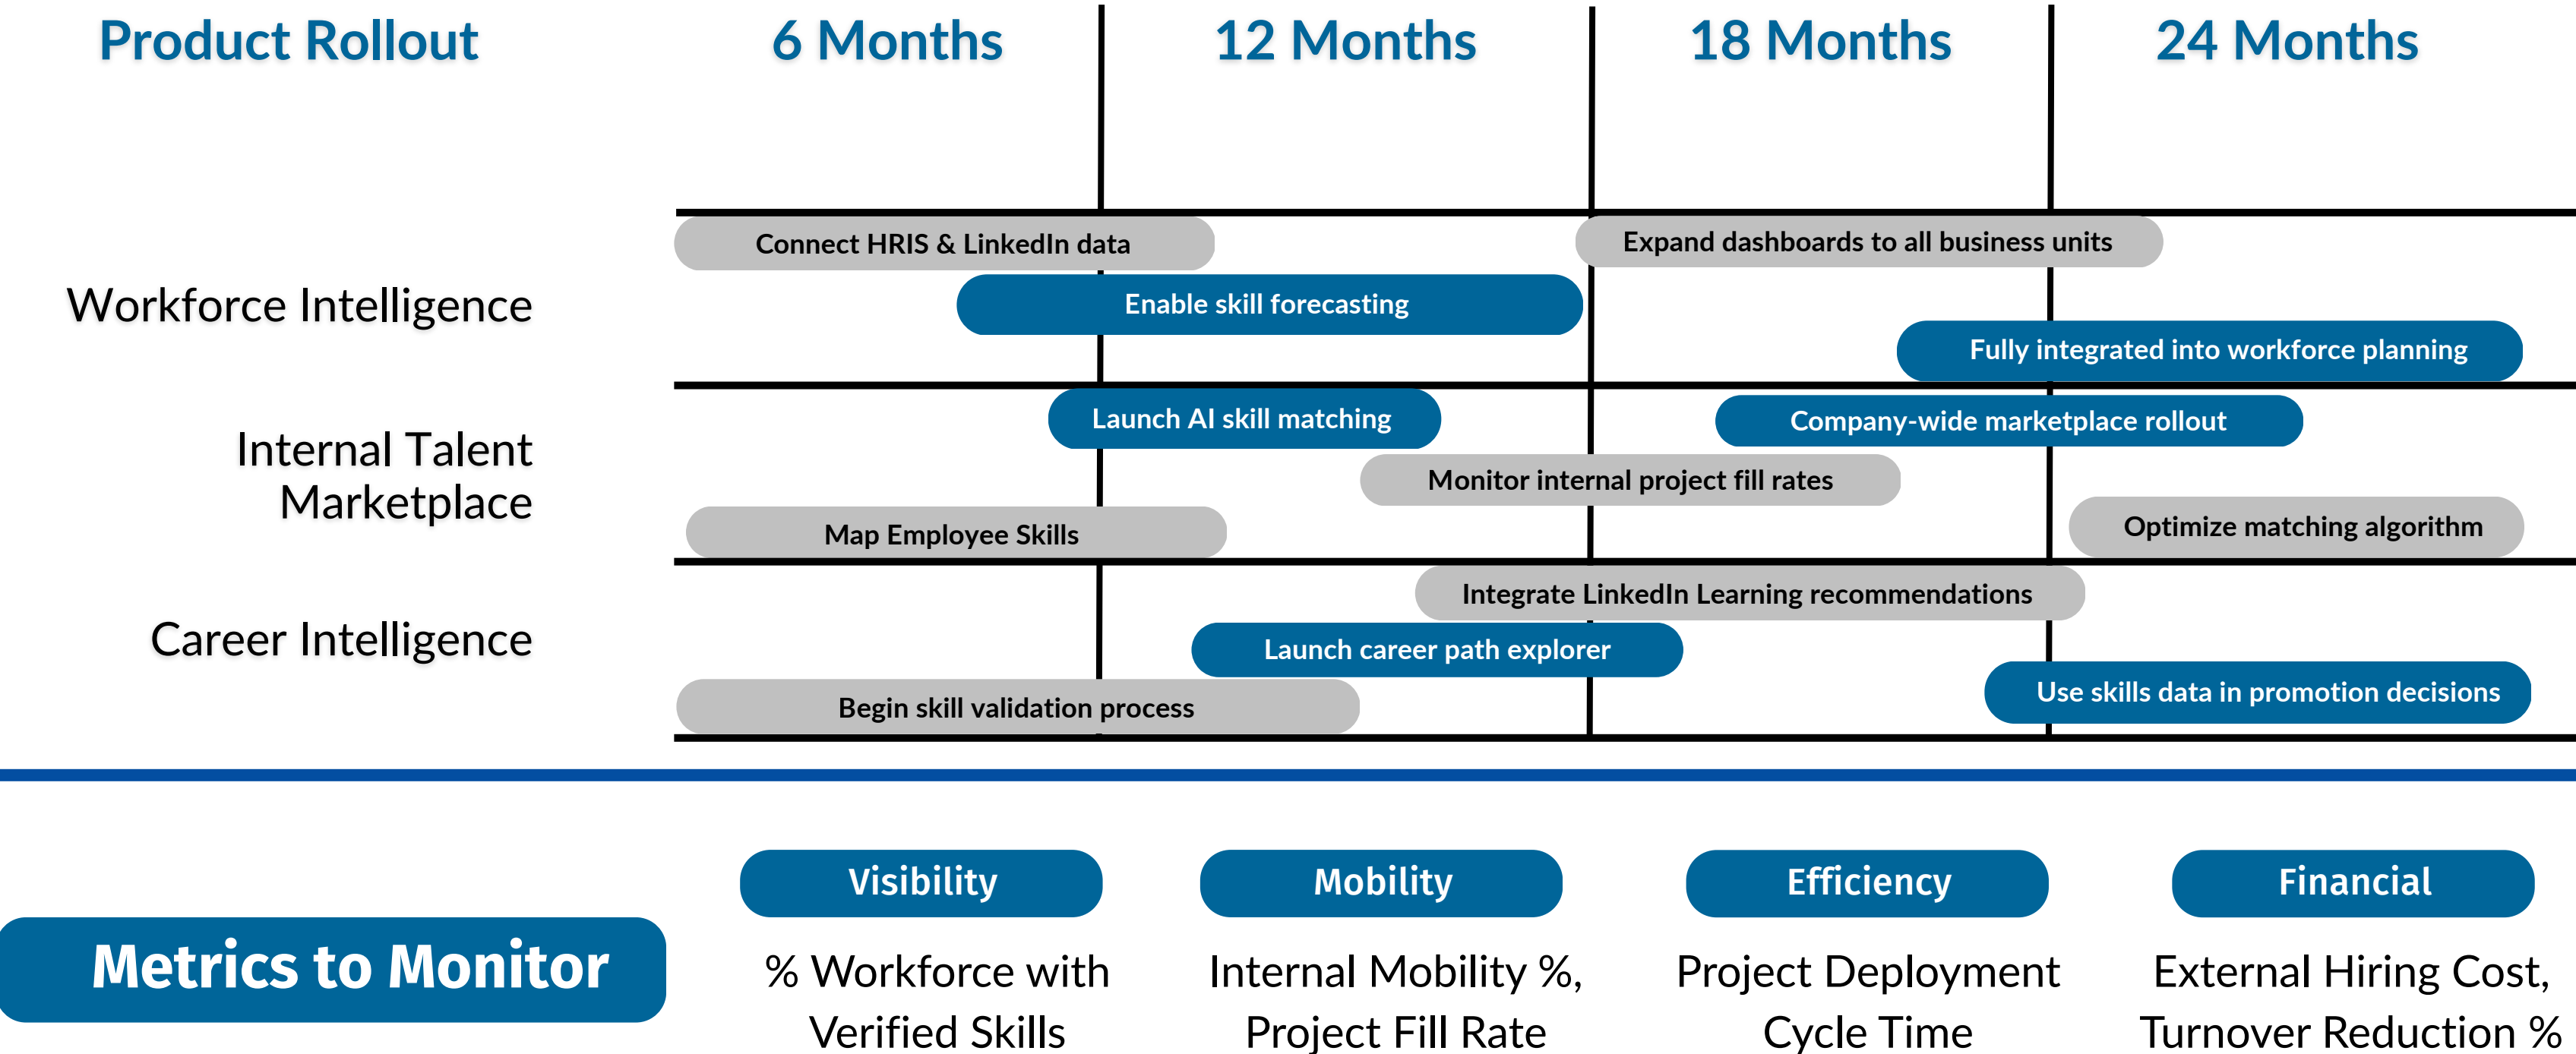 Product Rollout
6 Months
12 Months
18 Months
24 Months
Workforce Intelligence
Connect HRIS & LinkedIn data
Expand dashboards to all business units
Enable skill forecasting
Fully integrated into workforce planning
Internal Talent
Marketplace
Launch AI skill matching
Company-wide marketplace rollout
Monitor internal project fill rates
Optimize matching algorithm
Map Employee Skills
Career Intelligence
Integrate LinkedIn Learning recommendations
Launch career path explorer
Use skills data in promotion decisions
Begin skill validation process
Metrics to Monitor
Visibility
% Workforce with
Verified Skills
Mobility
Internal Mobility %,
Project Fill Rate
Efficiency
Project Deployment
Cycle Time
Financial
External Hiring Cost,
Turnover Reduction %